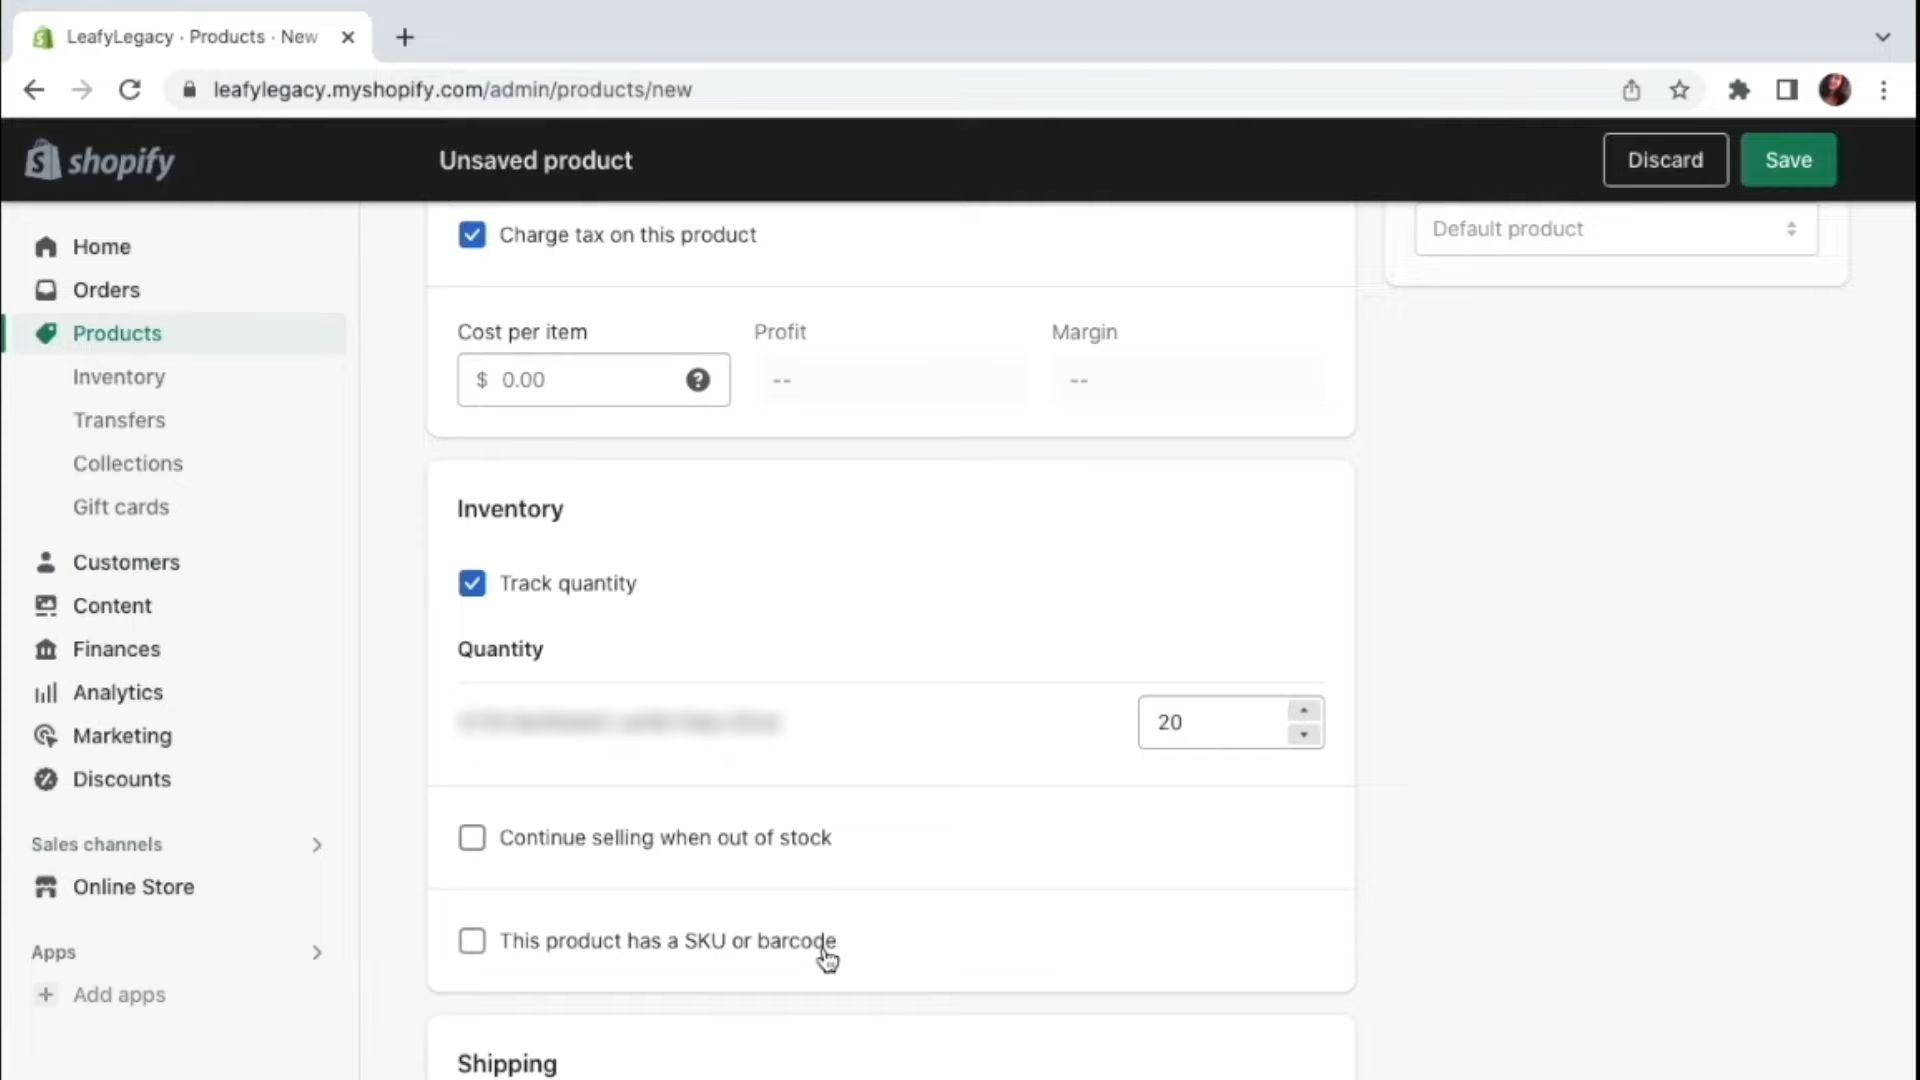 LeafyLegacy · Products · New
leafylegacy.myshopify.com/admin/products/new
shopify
Unsaved product
Discard
Save
Home
Orders
Products
Inventory
Transfers
Collections
Gift cards
Customers
Content
Finances
Analytics
Marketing
Discounts
Sales channels
Online Store
Apps
Add apps
Charge tax on this product
Default product
Cost per item Profit Margin
$ 0.00 -- --
Inventory
Track quantity
Quantity
20
Continue selling when out of stock
This product has a SKU or barcode
Shipping